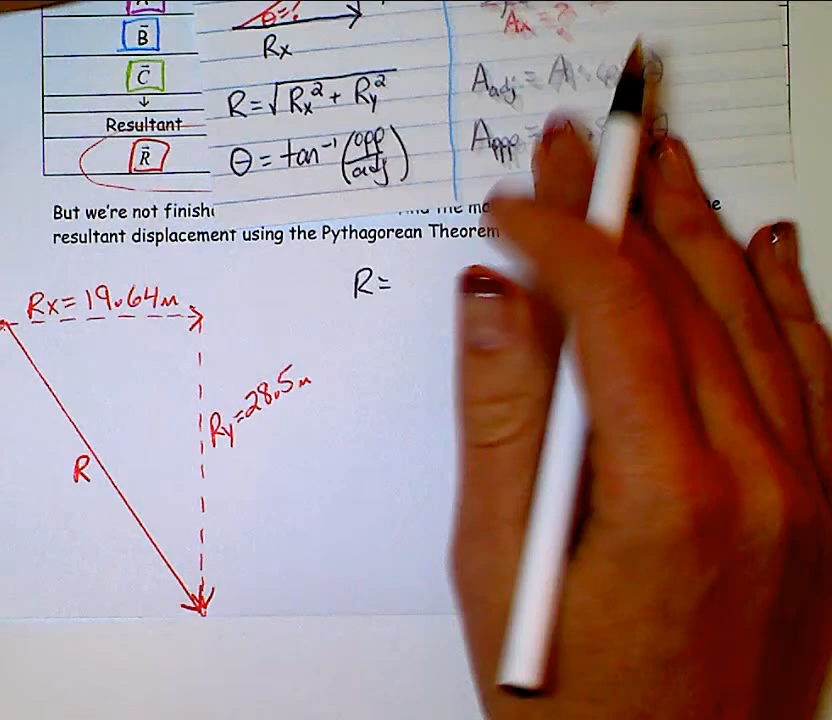 B̄
C̄
↓
Resultant
R̄
θ=?
Rx
R=√Rx²+Ry²
θ=tan⁻¹(opp/adj)
Ax=?
Aadj = A
Aopp =
But we're not
resultant displacement using the Pythagorean Theorem
Rx=19.64m
R=
Ry=28.5m
R